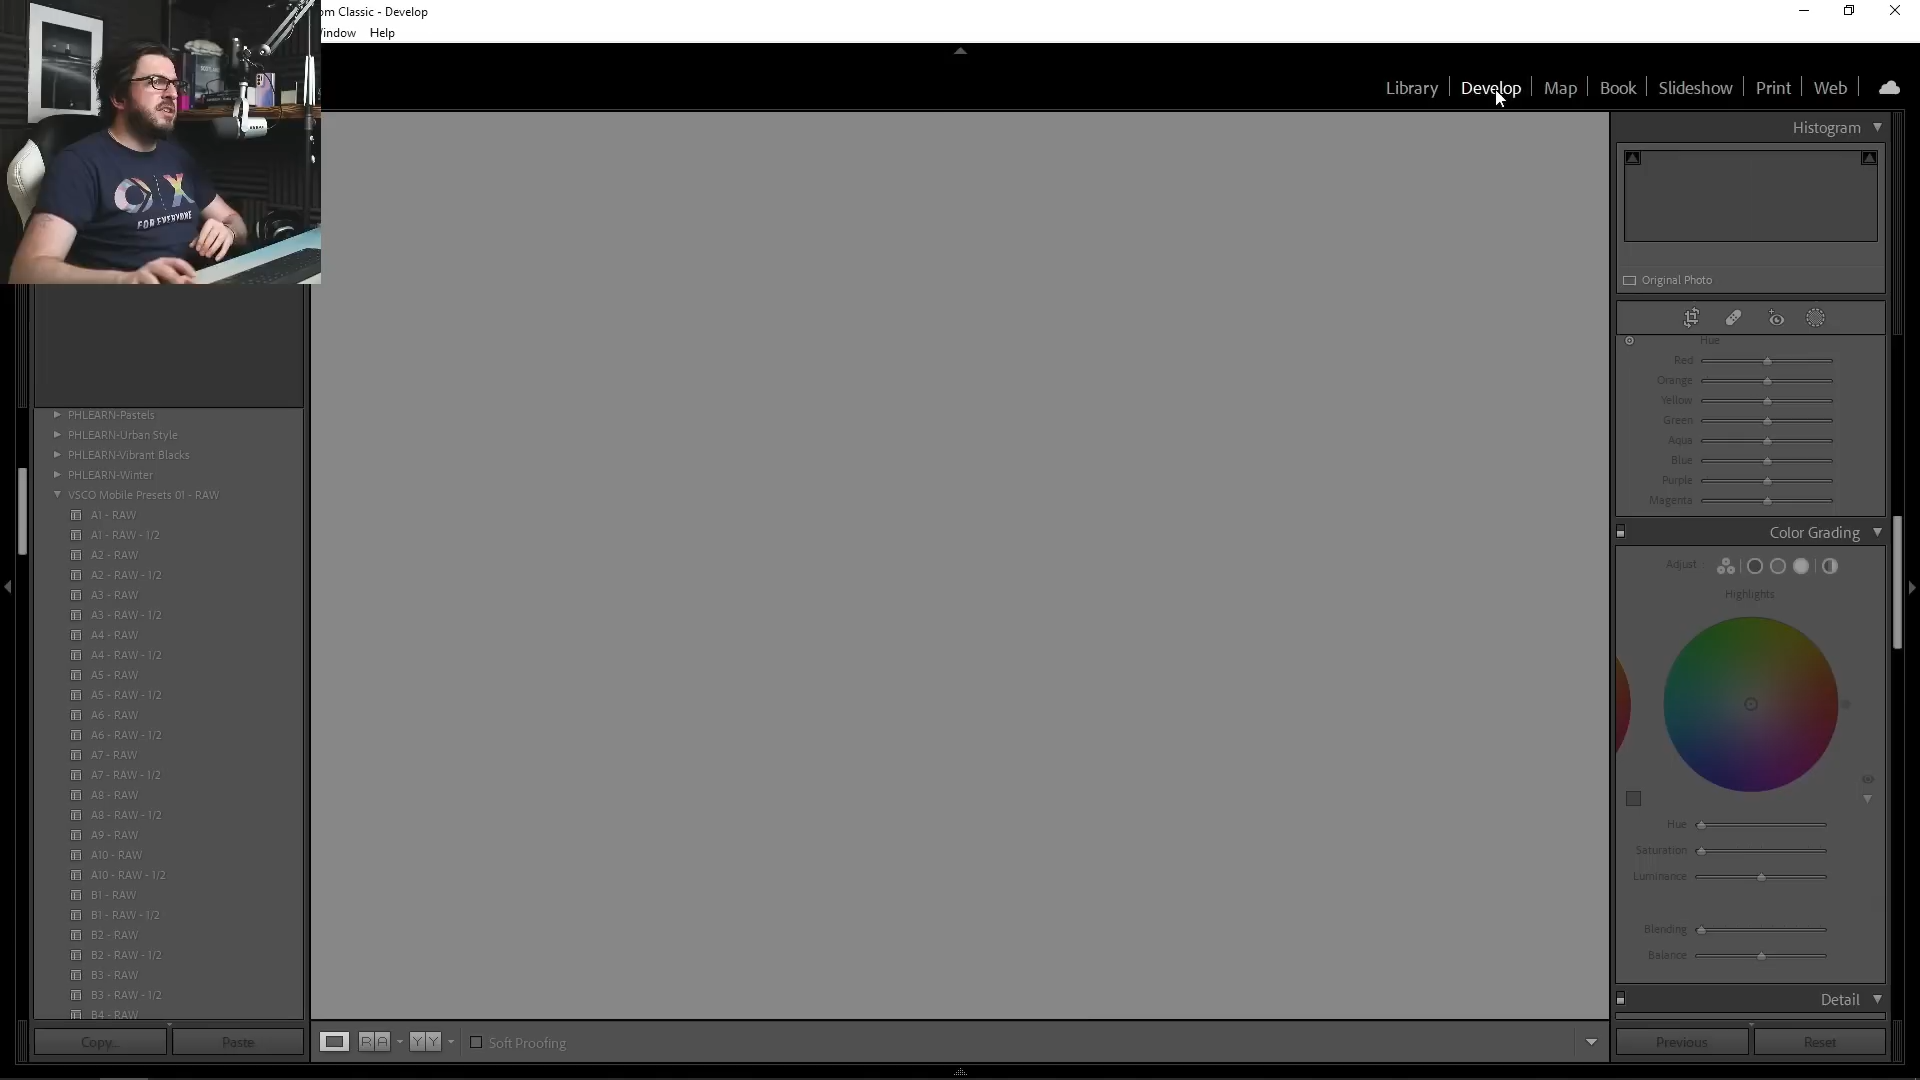 om Classic - Develop
Window Help
Library Develop Map Book Slideshow Print Web
O X
FOR EVERYONE
Histogram
Original Photo
Hue
Red
Orange
Yellow
Green
Aqua
Blue
Purple
Magenta
Color Grading
Adjust :
Highlights
Hue
Saturation
Luminance
Blending
Balance
Detail
Previous Reset
PHLEARN-Pastels
PHLEARN-Urban Style
PHLEARN-Vibrant Blacks
PHLEARN-Winter
VSCO Mobile Presets 01 - RAW
A1 - RAW
A1 - RAW - 1/2
A2 - RAW
A2 - RAW - 1/2
A3 - RAW
A3 - RAW - 1/2
A4 - RAW
A4 - RAW - 1/2
A5 - RAW
A5 - RAW - 1/2
A6 - RAW
A6 - RAW - 1/2
A7 - RAW
A7 - RAW - 1/2
A8 - RAW
A8 - RAW - 1/2
A9 - RAW
A10 - RAW
A10 - RAW - 1/2
B1 - RAW
B1 - RAW - 1/2
B2 - RAW
B2 - RAW - 1/2
B3 - RAW
B3 - RAW - 1/2
B4 - RAW
Copy... Paste
R A Y Y Soft Proofing